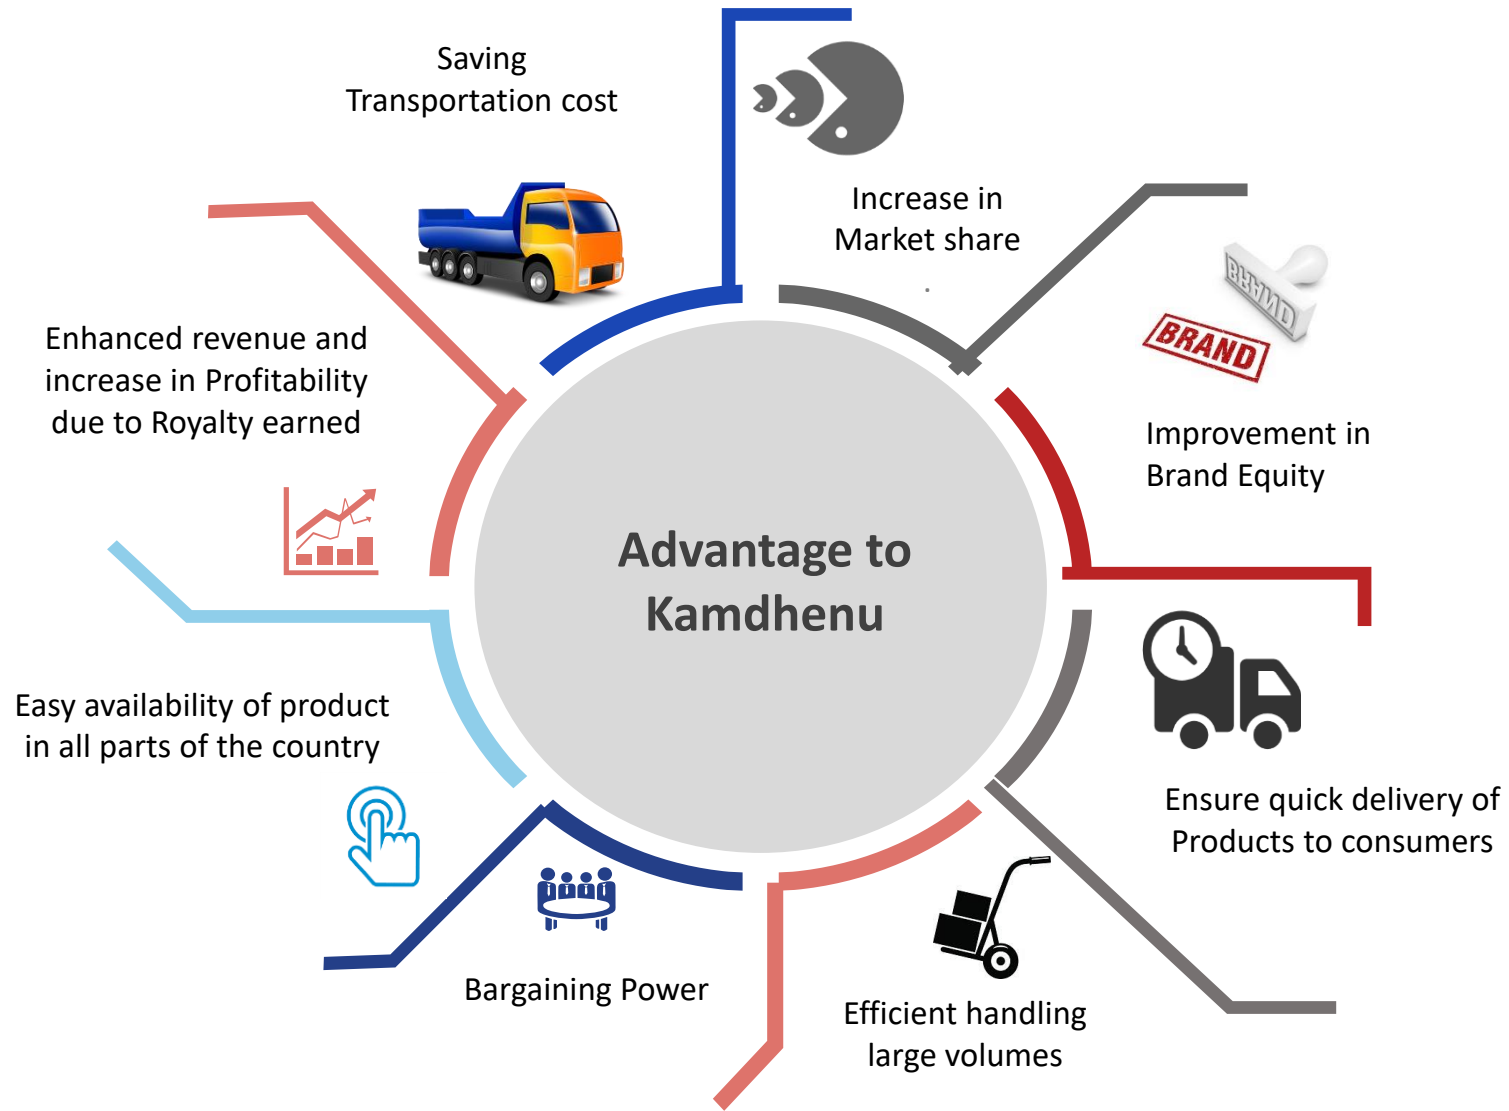 Saving
Transportation cost
Increase in
Market share
.
BRAND
BRAND
Improvement in
Brand Equity
Enhanced revenue and
increase in Profitability
due to Royalty earned
Advantage to
Kamdhenu
Easy availability of product
in all parts of the country
Ensure quick delivery of
Products to consumers
Bargaining Power
Efficient handling
large volumes